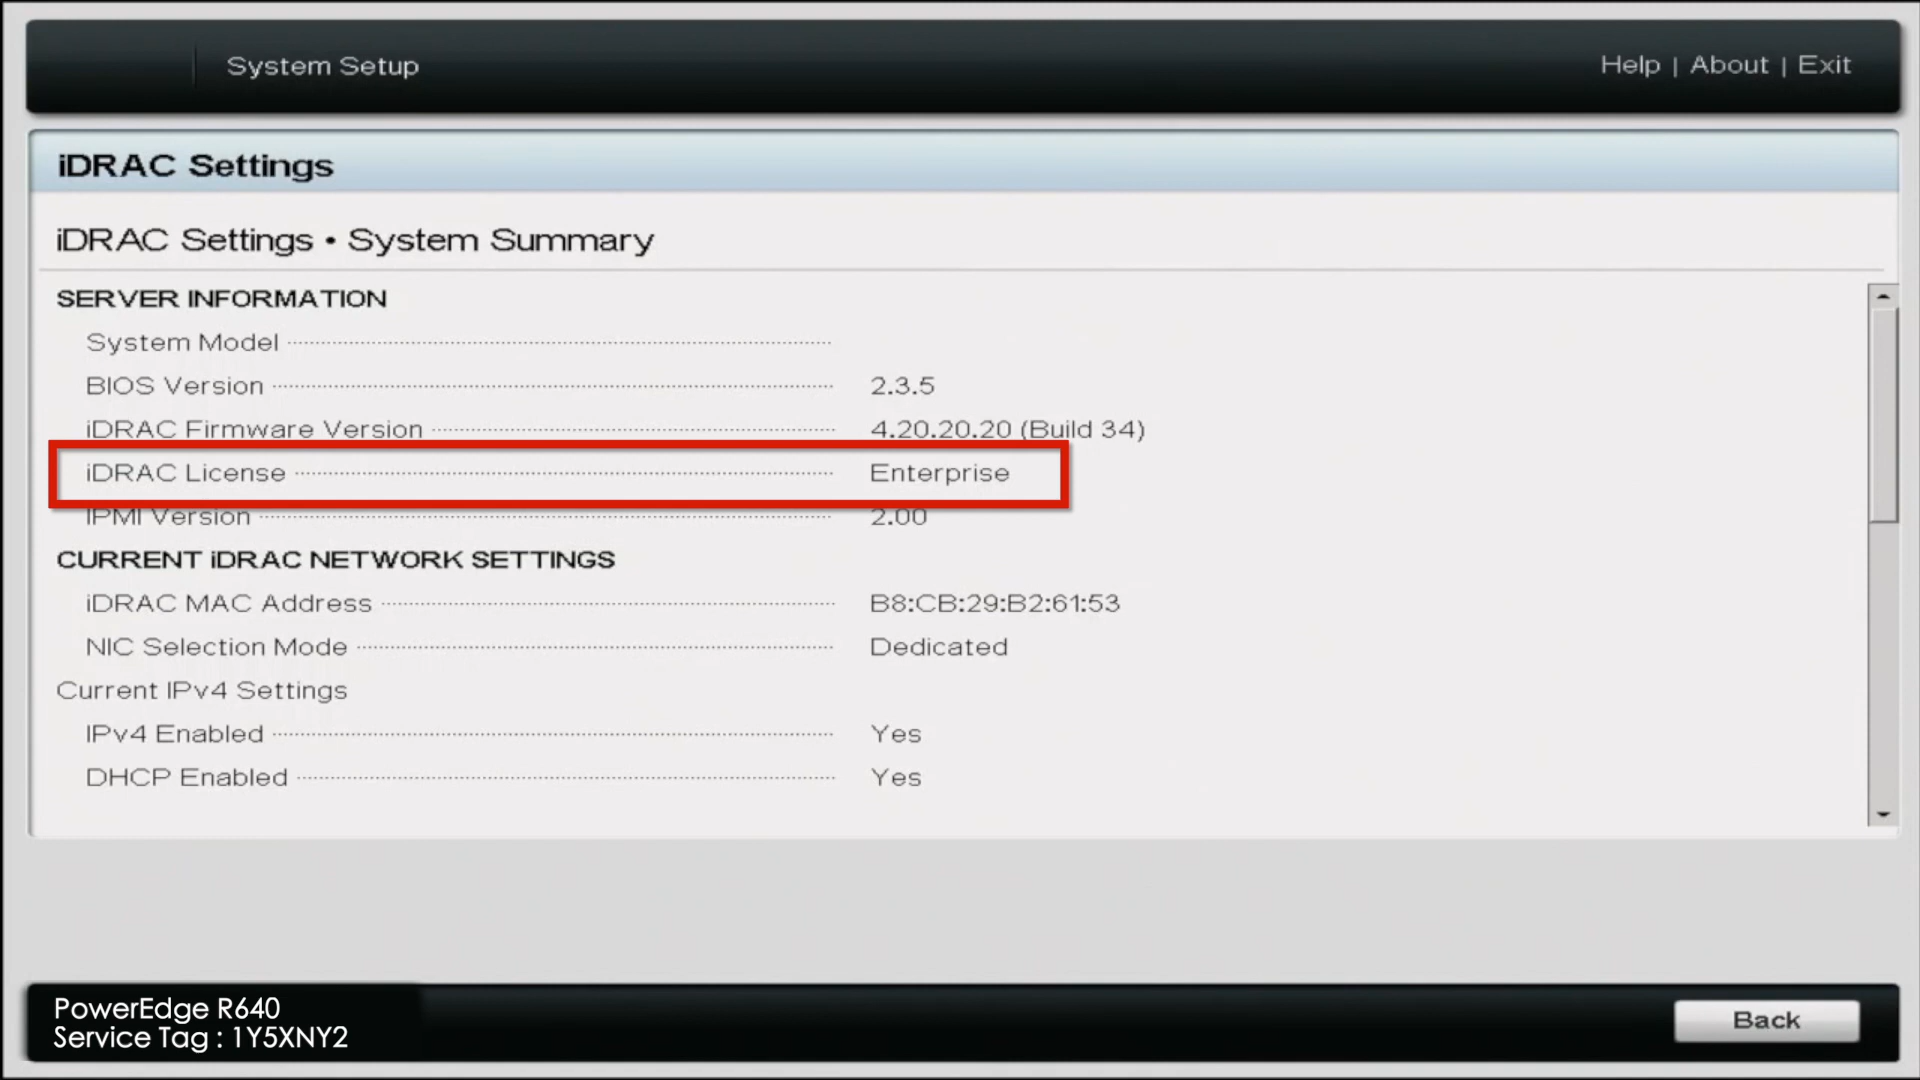 System Setup
Help | About | Exit
iDRAC Settings
iDRAC Settings • System Summary
SERVER INFORMATION
System Model
BIOS Version 2.3.5
iDRAC Firmware Version 4.20.20.20 (Build 34)
iDRAC License Enterprise
IPMI Version 2.00
CURRENT iDRAC NETWORK SETTINGS
iDRAC MAC Address B8:CB:29:B2:61:53
NIC Selection Mode Dedicated
Current IPv4 Settings
IPv4 Enabled Yes
DHCP Enabled Yes
PowerEdge R640
Service Tag : 1Y5XNY2
Back